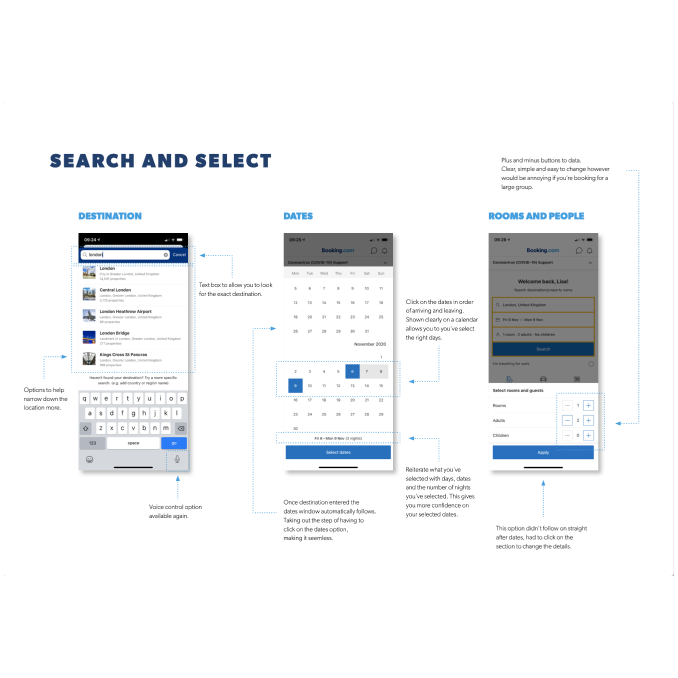 SEARCH AND SELECT
Plus and minus buttons to data.
Clear, simple and easy to change however
would be annoying if you're booking for a
large group.
DESTINATION
DATES
ROOMS AND PEOPLE
09:24
london
Cancel
London
City in Greater London, United Kingdom
Central London
London, Greater London, United Kingdom
London Heathrow Airport
London, Greater London, United Kingdom
London Bridge
Landmark in London, Greater London, United Kingdom
Kings Cross St Pancras
London, Greater London, United Kingdom
Haven't found your destination? Try a more specific
search (e.g. add country or region name)
q w e r t y u i o p
a s d f g h j k l
z x c v b n m
123 space go
Text box to allow you to look
for the exact destination.
Options to help
narrow down the
location more.
Voice control option
available again.
09:25
Booking.com
Coronavirus (COVID-19) Support
Mon Tue Wed Thu Fri Sat Sun
5 6 7 8 9 10 11
12 13 14 15 16 17 18
19 20 21 22 23 24 25
26 27 28 29 30 31
November 2020
1
2 3 4 5 6 7 8
9 10 11 12 13 14 15
16 17 18 19 20 21 22
23 24 25 26 27 28 29
30
Fri 6 - Mon 9 Nov (3 nights)
Select dates
Click on the dates in order
of arriving and leaving.
Shown clearly on a calendar
allows you to you've select
the right days.
Reiterate what you've
selected with days, dates
and the number of nights
you've selected. This gives
you more confidence on
your selected dates.
Once destination entered the
dates window automatically follows.
Taking out the step of having to
click on the dates option,
making it seemless.
09:26
Booking.com
Coronavirus (COVID-19) Support
Welcome back, Lisa!
Search destination/property name
London, United Kingdom
Fri 6 Nov Mon 9 Nov
1 room · 2 adults · No children
Search
Select rooms and guests
Rooms 1
Adults 2
Children 0
Apply
This option didn't follow on straight
after dates, had to click on the
section to change the details.